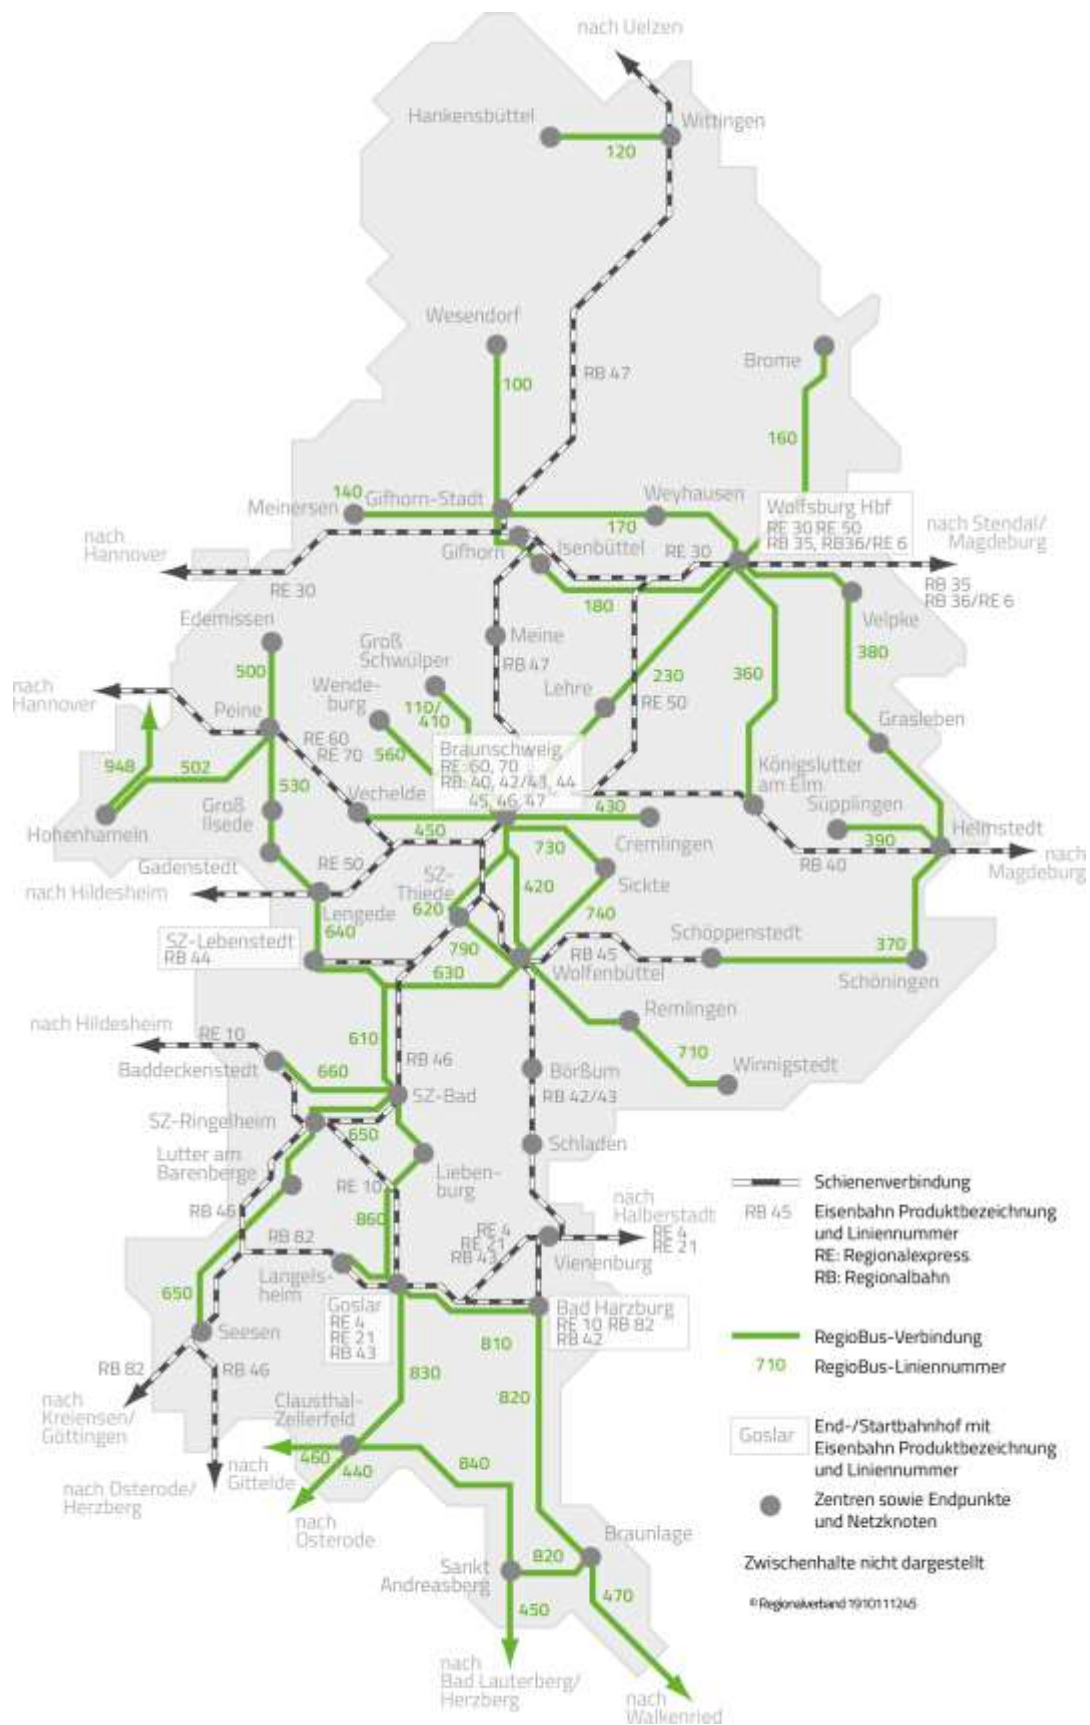 nach Uelzen
Hankensbüttel
Wittingen
120
Wesendorf
Brome
100
RB 47
160
140
Gifhorn-Stadt
Weyhausen
Meinersen
170
Wolfsburg Hbf
RE 30 RE 50
RB 35, RB36/RE 6
nach Stendal/
Magdeburg
nach
Hannover
Gifhorn
Isenbüttel
RE 30
RE 30
RB 35
RB 36/RE 6
180
Velpke
Edemissen
Meine
Groß
Schwülper
500
RB 47
230
360
380
nach
Hannover
Wende-
burg
Lehre
110/
410
RE 50
Peine
Grasleben
RE 60
RE 70
560
Braunschweig
RE: 60, 70
RB: 40, 42/43, 44
45, 46, 47
948
502
530
Königslutter
am Elm
Vechelde
Groß
Ilsede
430
Süpplingen
Hohenhameln
450
Helmstedt
730
Cremlingen
390
RB 40
nach
Magdeburg
Gadenstedt
RE 50
SZ-
Thiede
Sickte
nach Hildesheim
420
620
740
Lengede
640
SZ-Lebenstedt
RB 44
790
RB 45
Schöppenstedt
370
630
Wolfenbüttel
Schöningen
Remlingen
nach Hildesheim
RE 10
610
710
RB 46
Baddeckenstedt
660
Börßum
Winnigstedt
SZ-Bad
RB 42/43
SZ-Ringelheim
650
Schladen
Lutter am
Barenberge
Lieben-
burg
RE 10
nach
Halberstadt
RB 46
860
RE 4
RE 21
RB 43
RE 4
RE 21
RB 82
Vienenburg
Langels-
heim
650
Goslar
RE 4
RE 21
RB 43
Bad Harzburg
RE 10 RB 82
RB 42
Seesen
810
RB 82
RB 46
830
820
nach
Kreiensen/
Göttingen
Clausthal-
Zellerfeld
460
440
840
nach
Gittelde
nach Osterode/
Herzberg
nach
Osterode
Braunlage
820
Sankt
Andreasberg
450
470
nach
Bad Lauterberg/
Herzberg
nach
Walkenried
Schienenverbindung
RB 45
Eisenbahn Produktbezeichnung
und Liniennummer
RE: Regionalexpress
RB: Regionalbahn
RegioBus-Verbindung
710
RegioBus-Liniennummer
Goslar
End-/Startbahnhof mit
Eisenbahn Produktbezeichnung
und Liniennummer
Zentren sowie Endpunkte
und Netzknoten
Zwischenhalte nicht dargestellt
© Regionalverband 1910111245